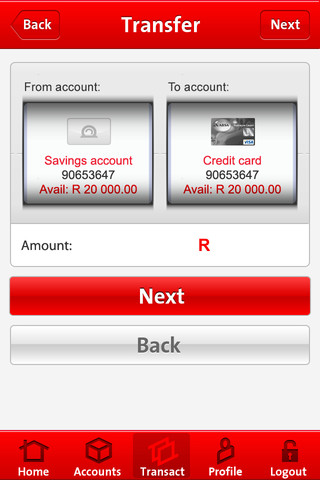 Back Transfer Next
From account: To account:
Savings account Credit card
90653647 90653647
Avail: R 20 000.00 Avail: R 20 000.00
Amount: R
Next
Back
Home Accounts Transact Profile Logout